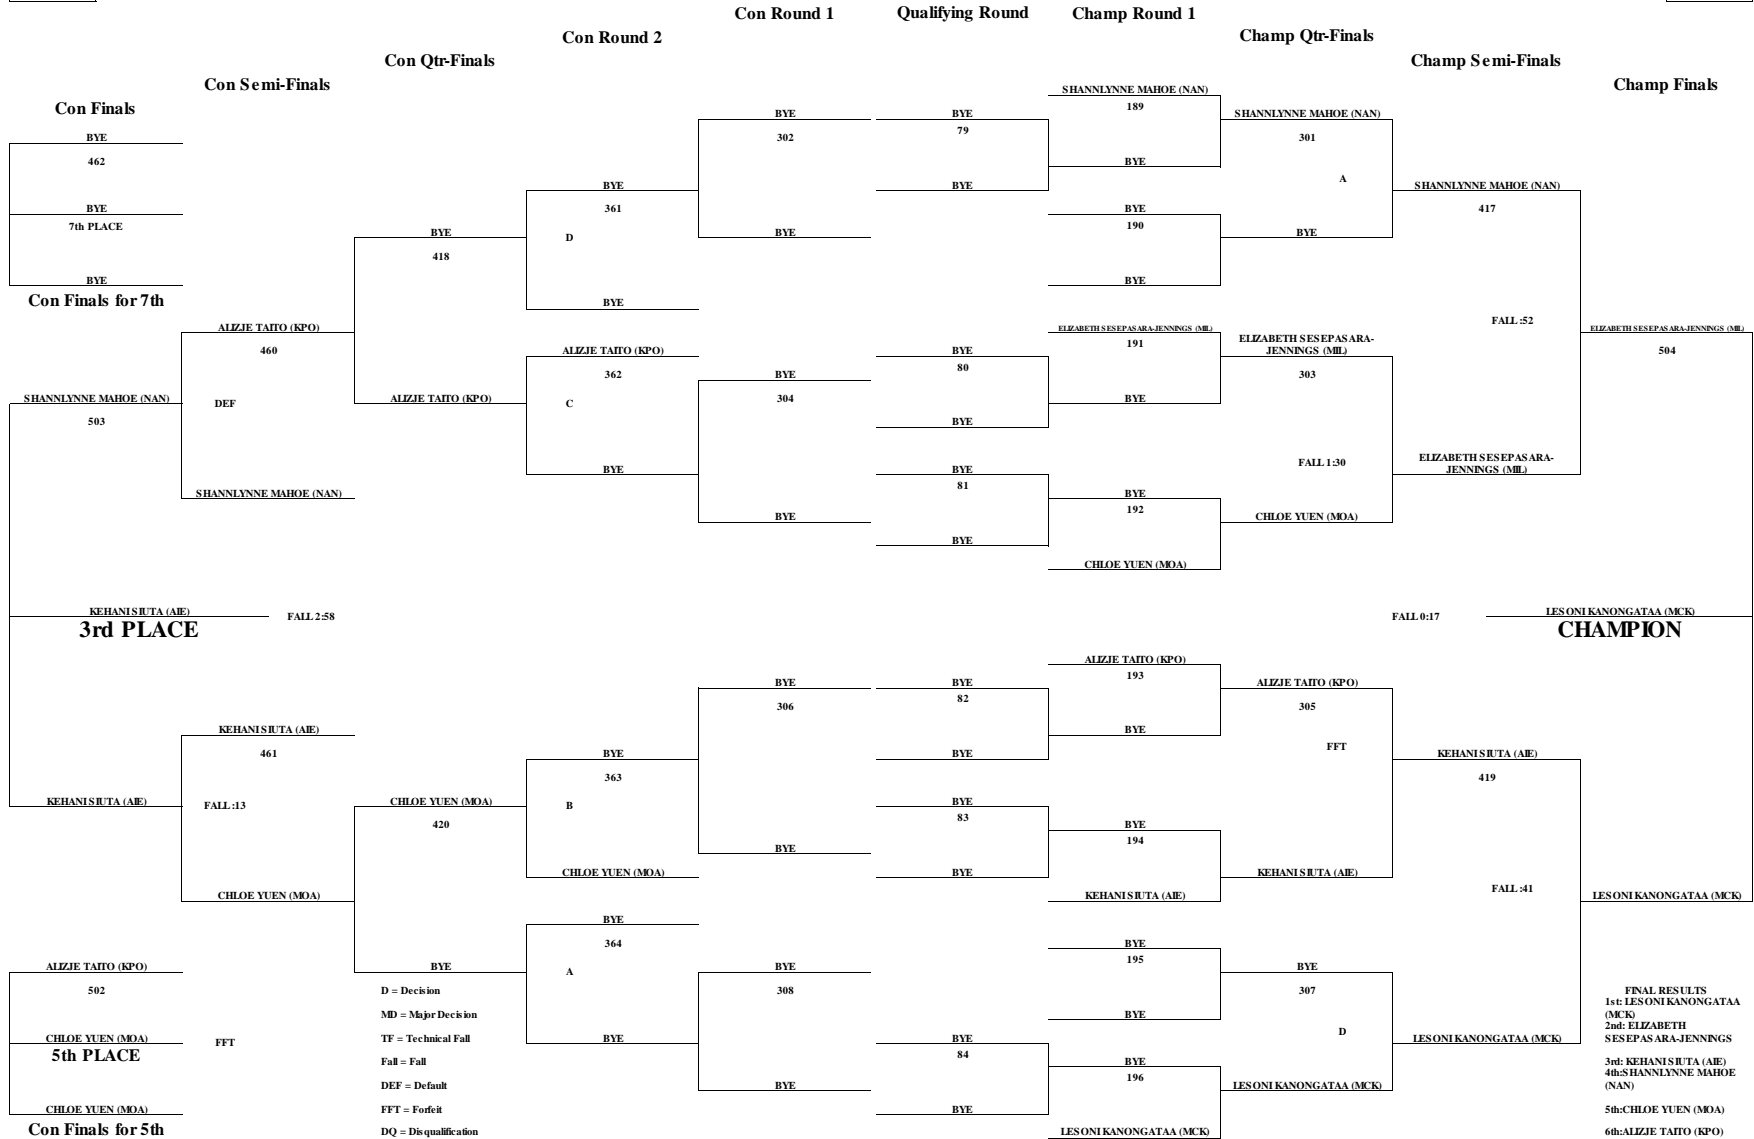 Con Round 1
Qualifying Round
Champ Round 1
Con Round 2
Champ Qtr-Finals
Con Qtr-Finals
Champ Semi-Finals
Con Semi-Finals
Champ Finals
Con Finals
BYE
462
BYE
7th PLACE
BYE
Con Finals for 7th
SHANNLYNNE MAHOE (NAN)
503
KEHANI SIUTA (AIE)
3rd PLACE
FALL 2:58
KEHANI SIUTA (AIE)
ALIZJE TAITO (KPO)
502
CHLOE YUEN (MOA)
5th PLACE
FFT
CHLOE YUEN (MOA)
Con Finals for 5th
ALIZJE TAITO (KPO)
460
DEF
SHANNLYNNE MAHOE (NAN)
KEHANI SIUTA (AIE)
461
FALL :13
CHLOE YUEN (MOA)
BYE
418
ALIZJE TAITO (KPO)
CHLOE YUEN (MOA)
420
BYE
D = Decision
MD = Major Decision
TF = Technical Fall
Fall = Fall
DEF = Default
FFT = Forfeit
DQ = Disqualification
BYE
361
D
BYE
ALIZJE TAITO (KPO)
362
C
BYE
BYE
363
B
CHLOE YUEN (MOA)
BYE
364
A
BYE
BYE
302
BYE
BYE
304
BYE
BYE
306
BYE
BYE
308
BYE
BYE
79
BYE
BYE
80
BYE
BYE
81
BYE
BYE
82
BYE
BYE
83
BYE
BYE
84
BYE
SHANNLYNNE MAHOE (NAN)
189
BYE
BYE
190
BYE
ELIZABETH SESEPASARA-JENNINGS (MIL)
191
BYE
BYE
192
CHLOE YUEN (MOA)
ALIZJE TAITO (KPO)
193
BYE
BYE
194
KEHANI SIUTA (AIE)
BYE
195
BYE
BYE
196
LESONI KANONGATAA (MCK)
SHANNLYNNE MAHOE (NAN)
301
A
BYE
ELIZABETH SESEPASARA-
JENNINGS (MIL)
303
FALL 1:30
CHLOE YUEN (MOA)
ALIZJE TAITO (KPO)
305
FFT
KEHANI SIUTA (AIE)
BYE
307
D
LESONI KANONGATAA (MCK)
SHANNLYNNE MAHOE (NAN)
417
FALL :52
ELIZABETH SESEPASARA-
JENNINGS (MIL)
KEHANI SIUTA (AIE)
419
FALL :41
LESONI KANONGATAA (MCK)
ELIZABETH SESEPASARA-JENNINGS (MIL)
504
FALL 0:17
LESONI KANONGATAA (MCK)
CHAMPION
LESONI KANONGATAA (MCK)
FINAL RESULTS
1st: LESONI KANONGATAA
(MCK)
2nd: ELIZABETH
SESEPASARA-JENNINGS
3rd: KEHANI SIUTA (AIE)
4th:SHANNLYNNE MAHOE
(NAN)
5th:CHLOE YUEN (MOA)
6th:ALIZJE TAITO (KPO)